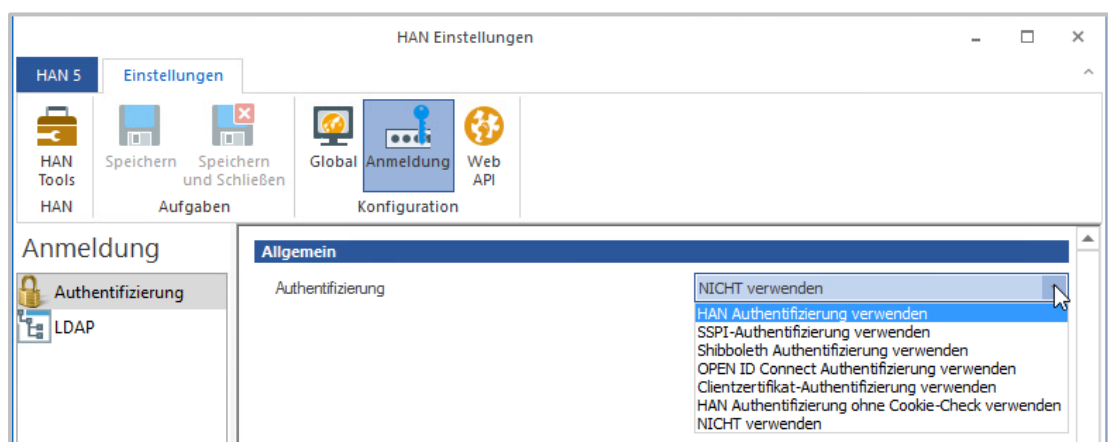 HAN Einstellungen
HAN 5 Einstellungen
HAN Tools
Speichern
Speichern und Schließen
Global
Anmeldung
Web API
HAN
Aufgaben
Konfiguration
Anmeldung
Authentifizierung
LDAP
Allgemein
Authentifizierung NICHT verwenden
HAN Authentifizierung verwenden
SSPI-Authentifizierung verwenden
Shibboleth Authentifizierung verwenden
OPEN ID Connect Authentifizierung verwenden
Clientzertifikat-Authentifizierung verwenden
HAN Authentifizierung ohne Cookie-Check verwenden
NICHT verwenden